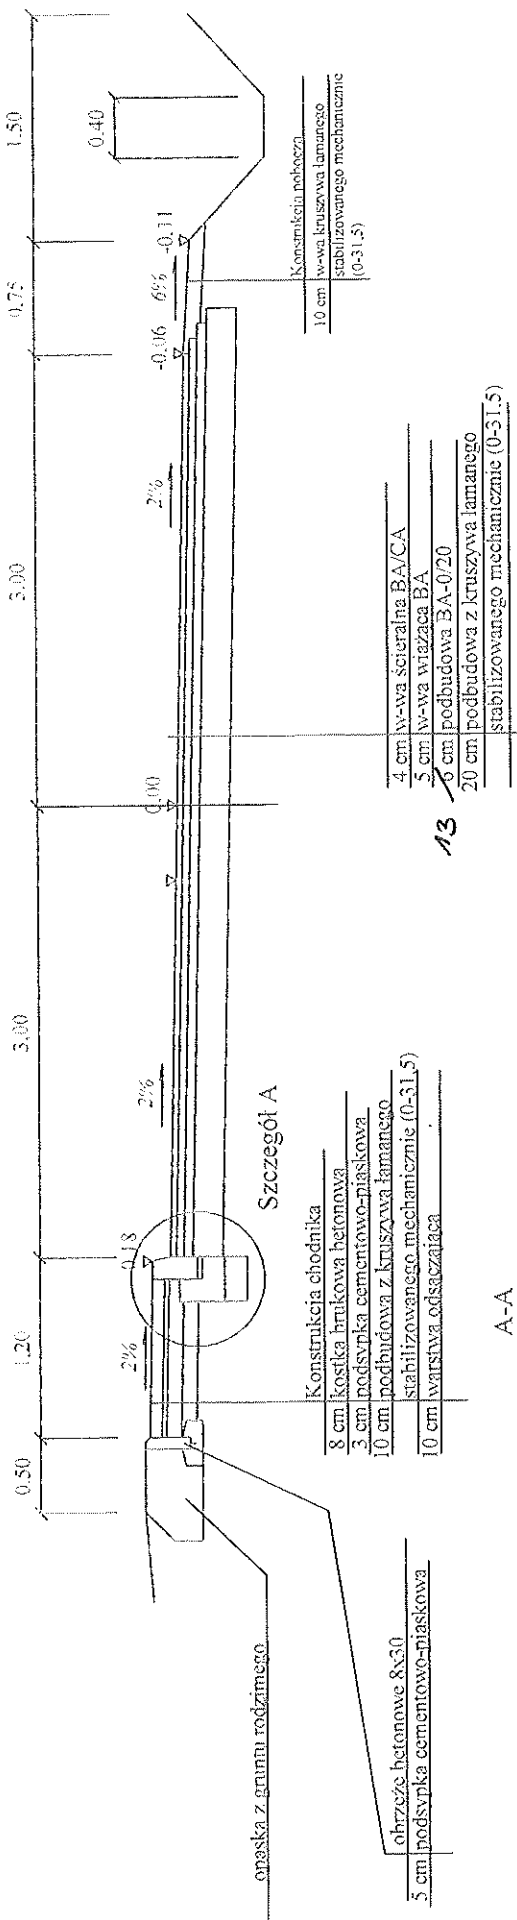 0.50
1.20
3.00
3.00
0.75
1.50
0.40
2%
0.18
2%
0.00
2%
-0.06
6%
-0.11
Szczegół A
opaska z gruntu rodzimego
obrzeże betonowe 8x30
5 cm podsypka cementowo-piaskowa
Konstrukcja chodnika
8 cm kostka brukowa betonowa
3 cm podsypka cementowo-piaskowa
10 cm podbudowa z kruszywa łamanego
stabilizowanego mechanicznie (0-31,5)
10 cm warstwa odsączająca
4 cm w-wa ścieralna BA/CA
5 cm w-wa wiążąca BA
13 6 cm podbudowa BA-0/20
20 cm podbudowa z kruszywa łamanego
stabilizowanego mechanicznie (0-31.5)
Konstrukcja pobocza
10 cm w-wa kruszywa łamanego
stabilizowanego mechanicznie
(0-31.5)
A-A